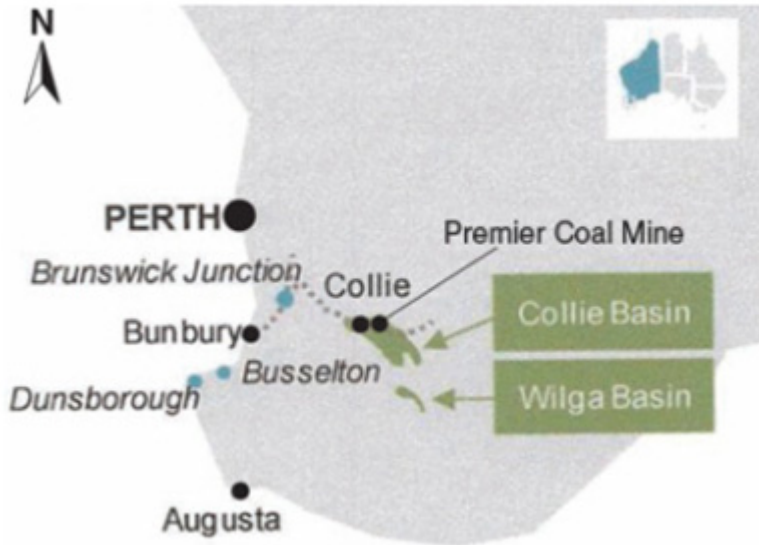 N
PERTH
Premier Coal Mine
Brunswick Junction
Collie
Collie Basin
Bunbury
Busselton
Dunsborough
Wilga Basin
Augusta